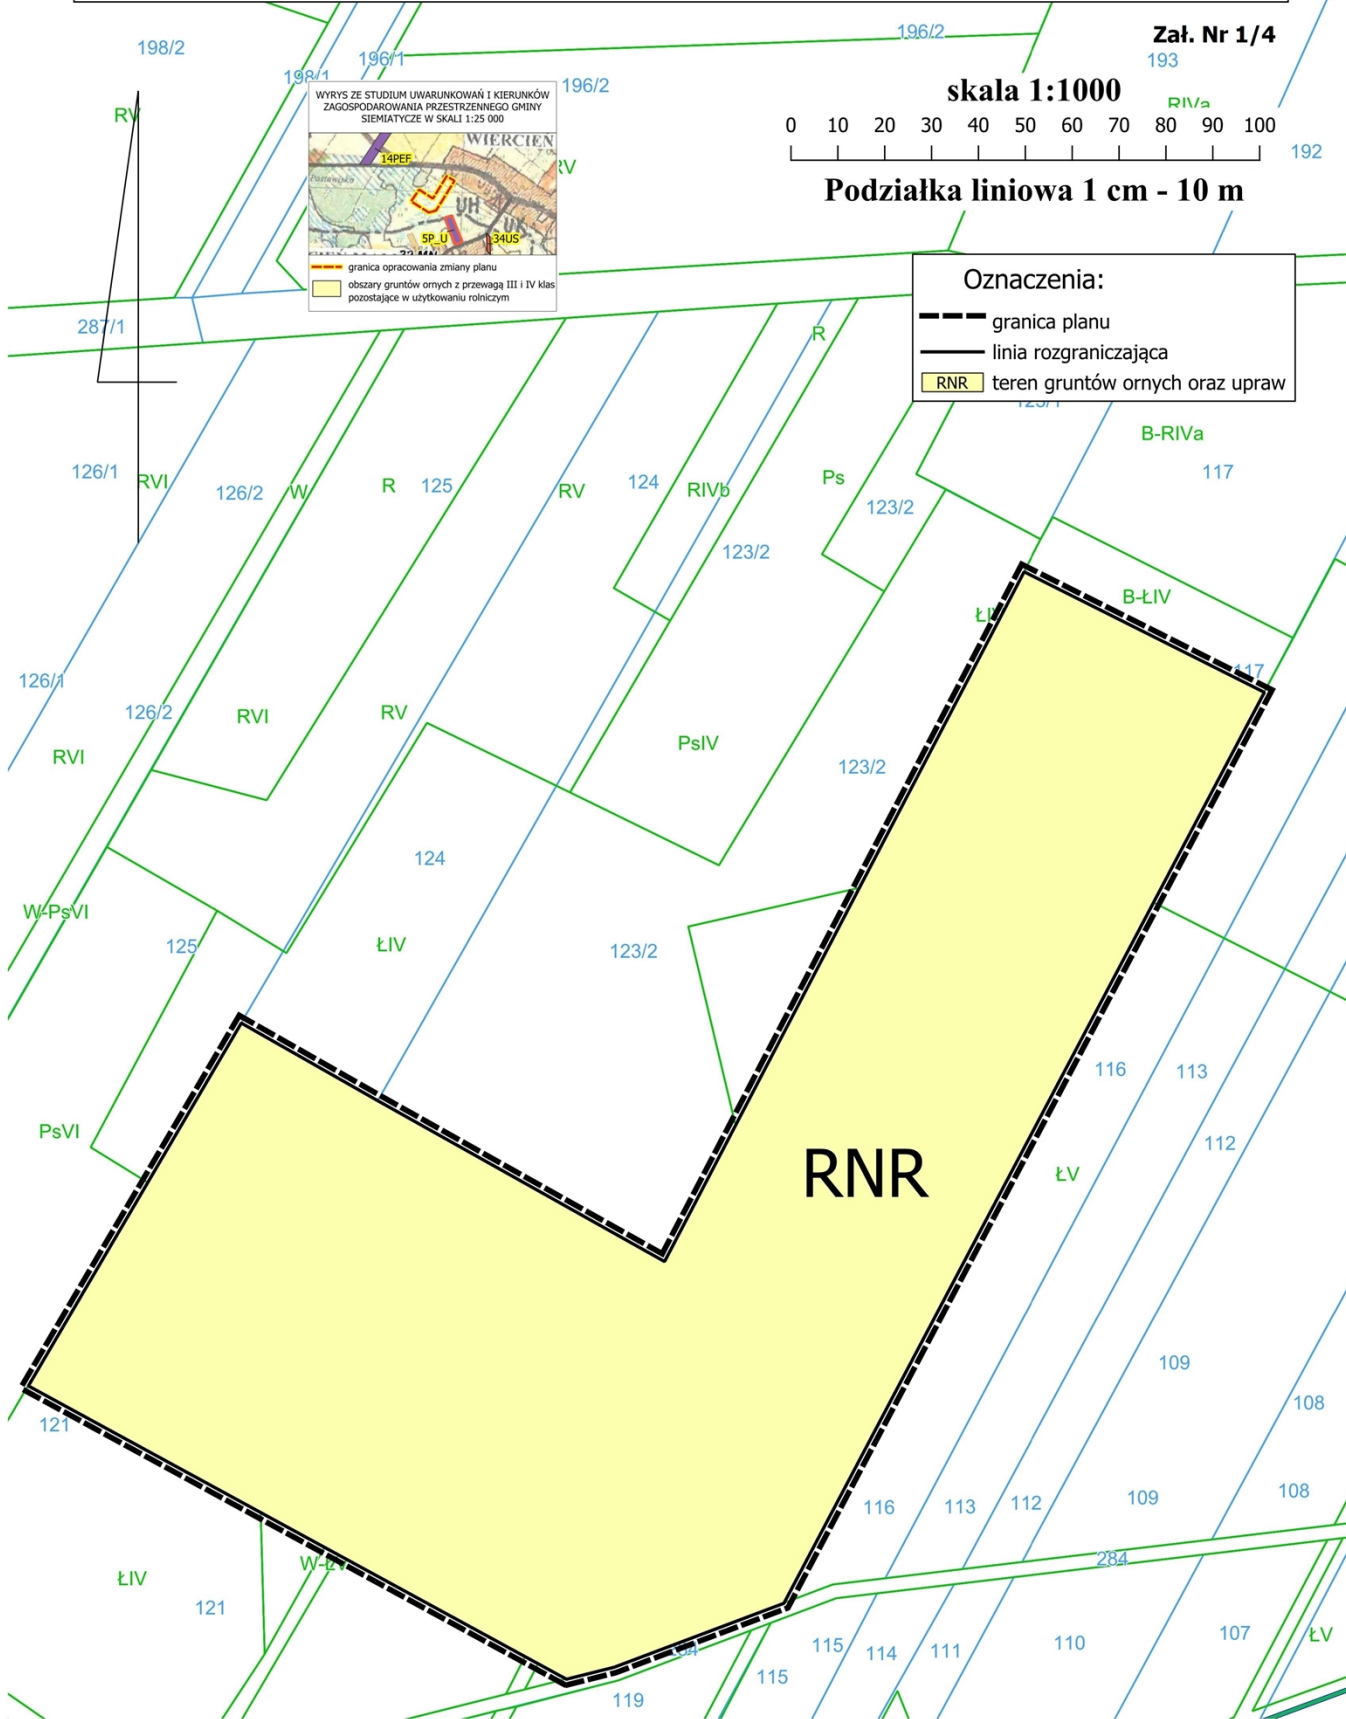 Zał. Nr 1/4
198/2
196/1
196/2
193
198/1
196/2
skala 1:1000
RIVa
RV
192
0 10 20 30 40 50 60 70 80 90 100
Podziałka liniowa 1 cm - 10 m
WYRYS ZE STUDIUM UWARUNKOWAŃ I KIERUNKÓW
ZAGOSPODAROWANIA PRZESTRZENNEGO GMINY
SIEMIATYCZE W SKALI 1:25 000
WIERCIEN
14PEF
RV
UH
5P_U
34US
granica opracowania zmiany planu
obszary gruntów ornych z przewagą III i IV klas
pozostające w użytkowaniu rolniczym
Oznaczenia:
granica planu
linia rozgraniczająca
RNR teren gruntów ornych oraz upraw
287/1
R
B-RIVa
126/1
RVI
126/2
W
R
125
RV
124
RIVb
Ps
117
123/2
123/2
B-ŁIV
117
126/1
126/2
RVI
RV
RVI
PsIV
123/2
124
W-PsVI
125
ŁIV
123/2
116
113
PsVI
112
RNR
ŁV
109
121
108
116
113
112
109
108
284
ŁIV
121
115
114
111
110
107
ŁV
115
119